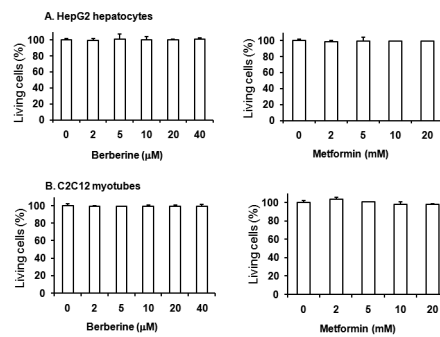 A. HepG2 hepatocytes
Living cells (%)
100
80
60
40
20
0
0 2 5 10 20 40
Berberine (μM)
Living cells (%)
100
80
60
40
20
0
0 2 5 10 20
Metformin (mM)
B. C2C12 myotubes
Living cells (%)
100
80
60
40
20
0
0 2 5 10 20 40
Berberine (μM)
Living cells (%)
100
80
60
40
20
0
0 2 5 10 20
Metformin (mM)